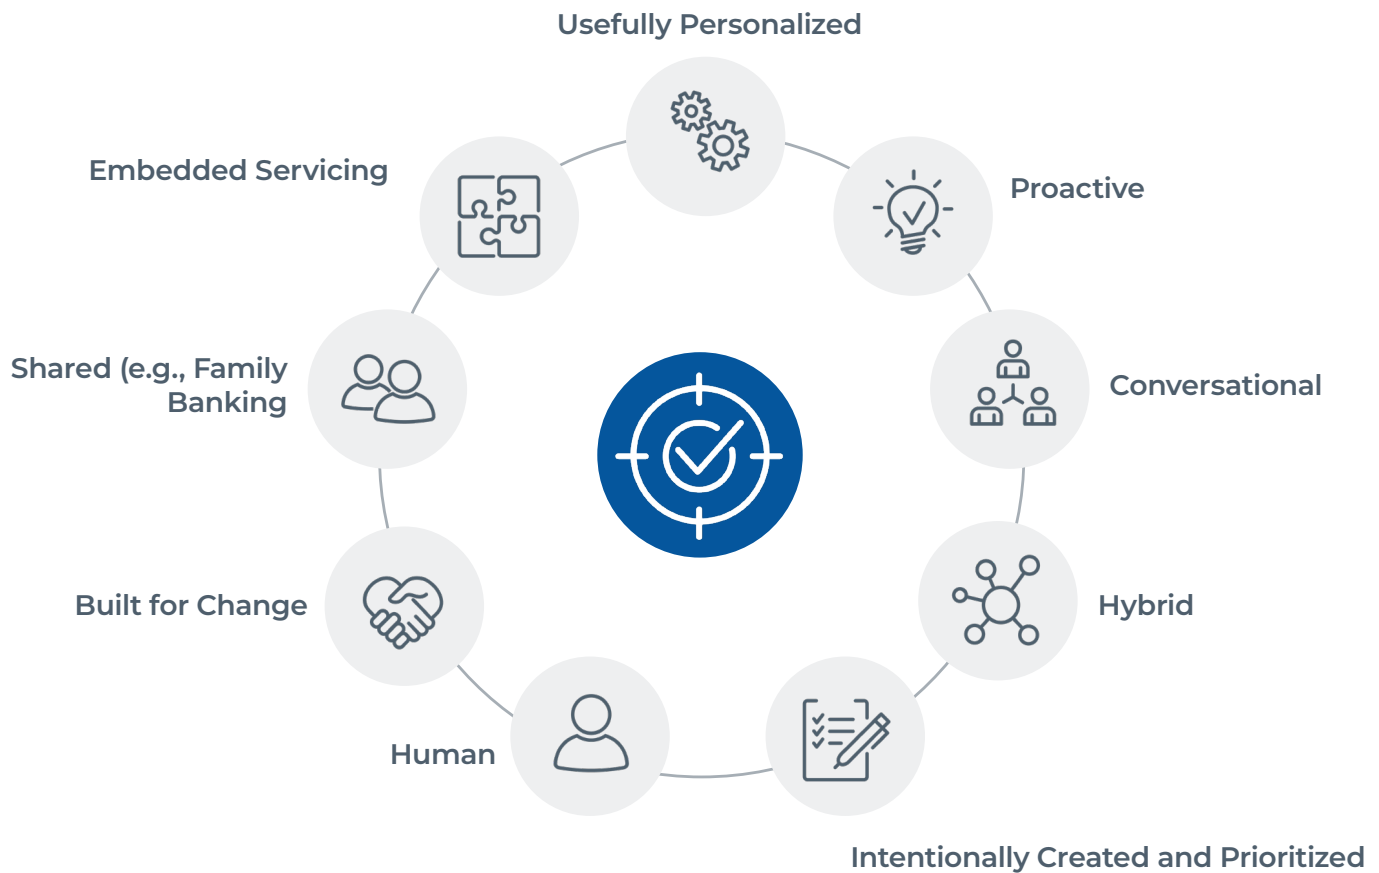 Usefully Personalized
Embedded Servicing
Proactive
Shared (e.g., Family
Banking
Conversational
Built for Change
Hybrid
Human
Intentionally Created and Prioritized